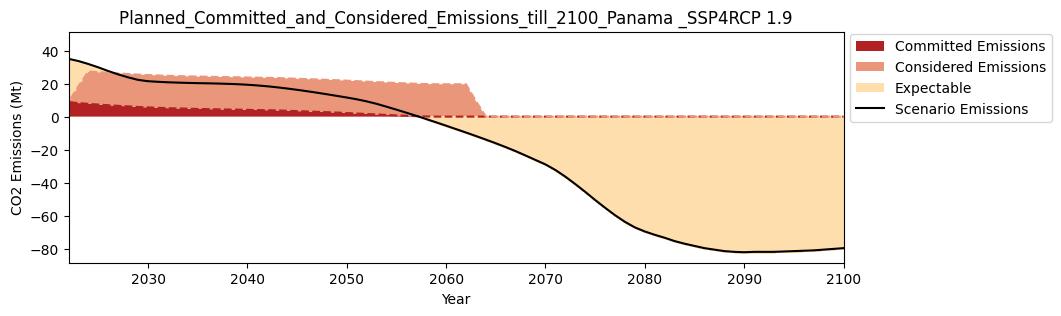 Planned_Committed_and_Considered_Emissions_till_2100_Panama _SSP4RCP 1.9
CO2 Emissions (Mt)
40
20
0
−20
−40
−60
−80
2030
2040
2050
2060
2070
2080
2090
2100
Year
Committed Emissions
Considered Emissions
Expectable
Scenario Emissions